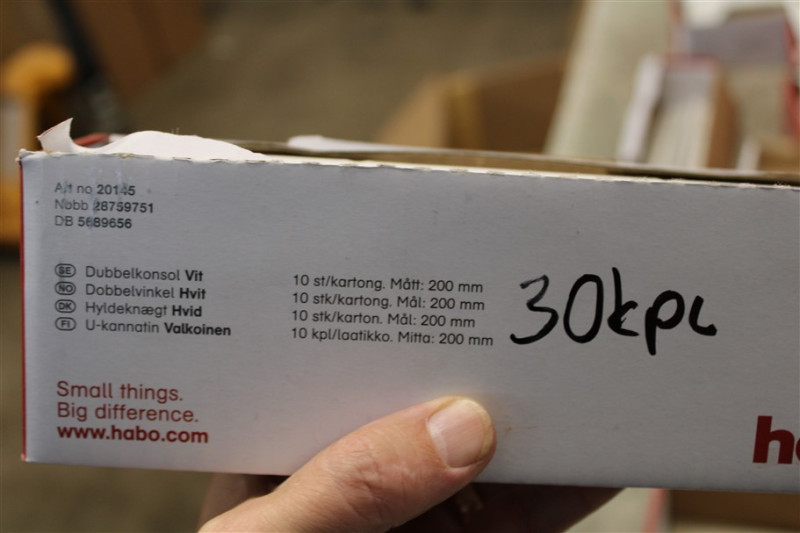 Art no 20145
Nobb 28759751
DB 5689656
SE Dubbelkonsol Vit 10 st/kartong. Mått: 200 mm
NO Dobbelvinkel Hvit 10 stk/kartong. Mål: 200 mm
DK Hyldeknægt Hvid 10 stk/karton. Mål: 200 mm
FI U-kannatin Valkoinen 10 kpl/laatikko. Mitta: 200 mm
30kpl
Small things.
Big difference.
www.habo.com